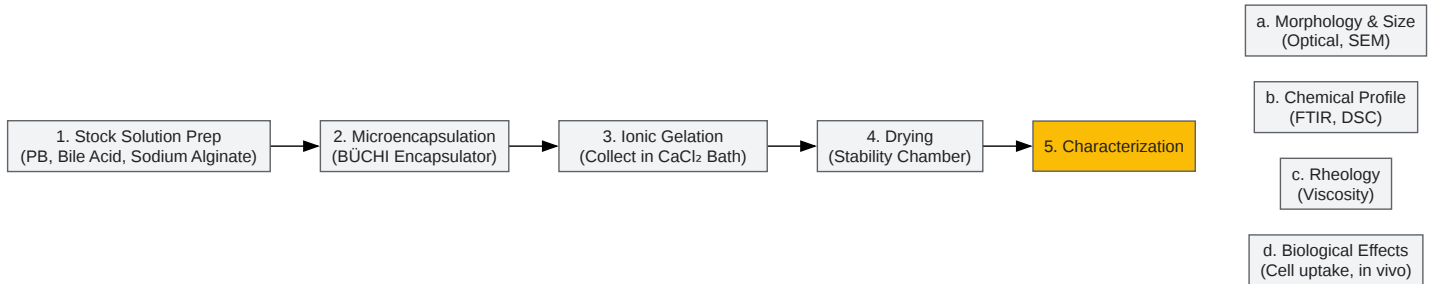 1. Stock Solution Prep
(PB, Bile Acid, Sodium Alginate)
2. Microencapsulation
(BÜCHI Encapsulator)
3. Ionic Gelation
(Collect in CaCl₂ Bath)
4. Drying
(Stability Chamber)
5. Characterization
a. Morphology & Size
(Optical, SEM)
b. Chemical Profile
(FTIR, DSC)
c. Rheology
(Viscosity)
d. Biological Effects
(Cell uptake, in vivo)